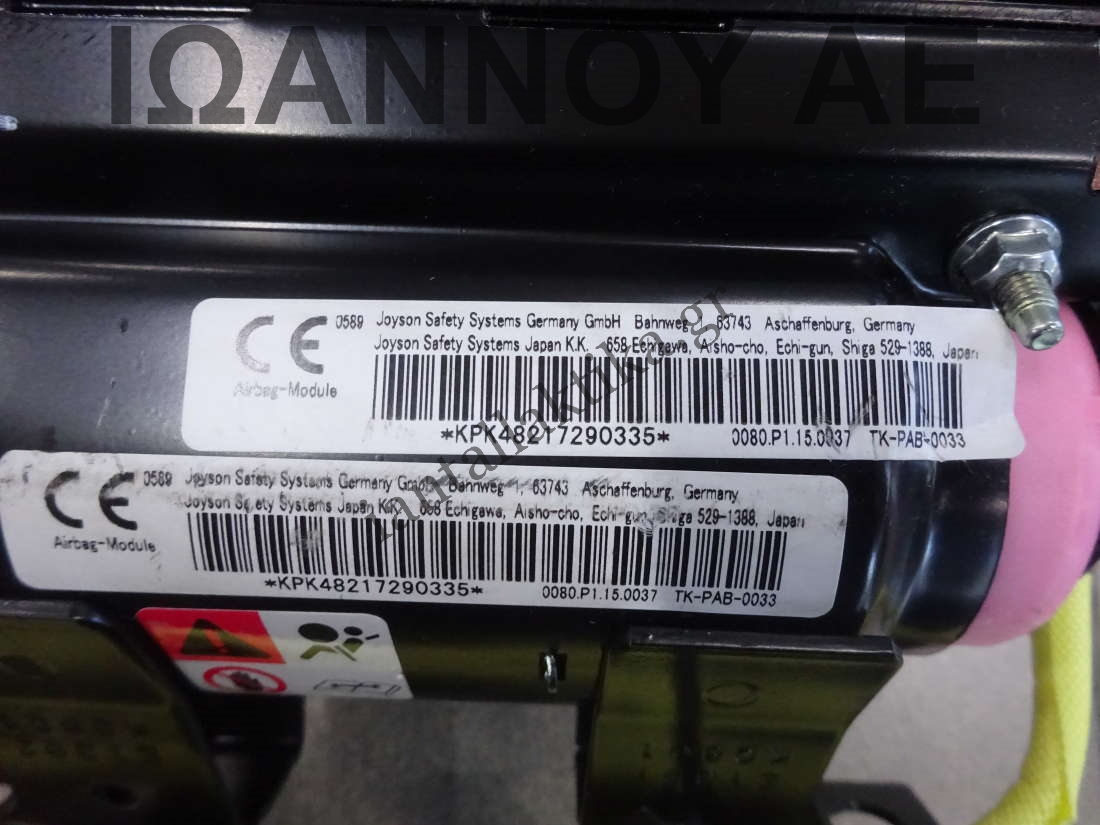 ΙΩΑΝΝΟΥ ΑΕ
CE 0589 Joyson Safety Systems Germany GmbH Bahnweg 63743 Aschaffenburg, Germany
Joyson Safety Systems Japan K.K. 658 Echigawa, Aisho-cho, Echi-gun, Shiga 529-1388, Japan
Airbag-Module
*KPK48217290335* 0080.P1.15.0037 TK-PAB-0033
CE 0589 Joyson Safety Systems Germany GmbH Bahnweg 1, 63743 Aschaffenburg, Germany
Joyson Safety Systems Japan K.K. 658 Echigawa, Aisho-cho, Echi-gun, Shiga 529-1388, Japan
Airbag-Module
*KPK48217290335* 0080.P1.15.0037 TK-PAB-0033